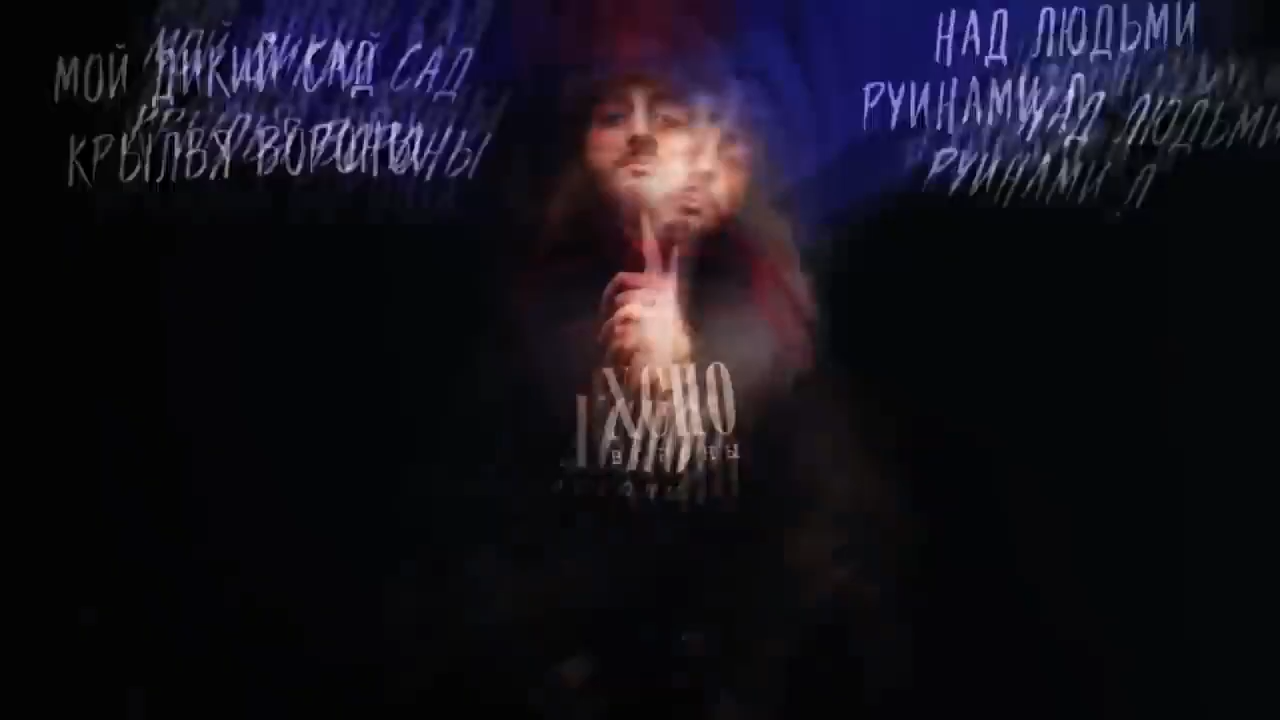 МОЙ ДИКИЙ САД
КРЫЛЬЯ ВОРОНЫ
НАД ЛЮДЬМИ
РУИНАМИ Л